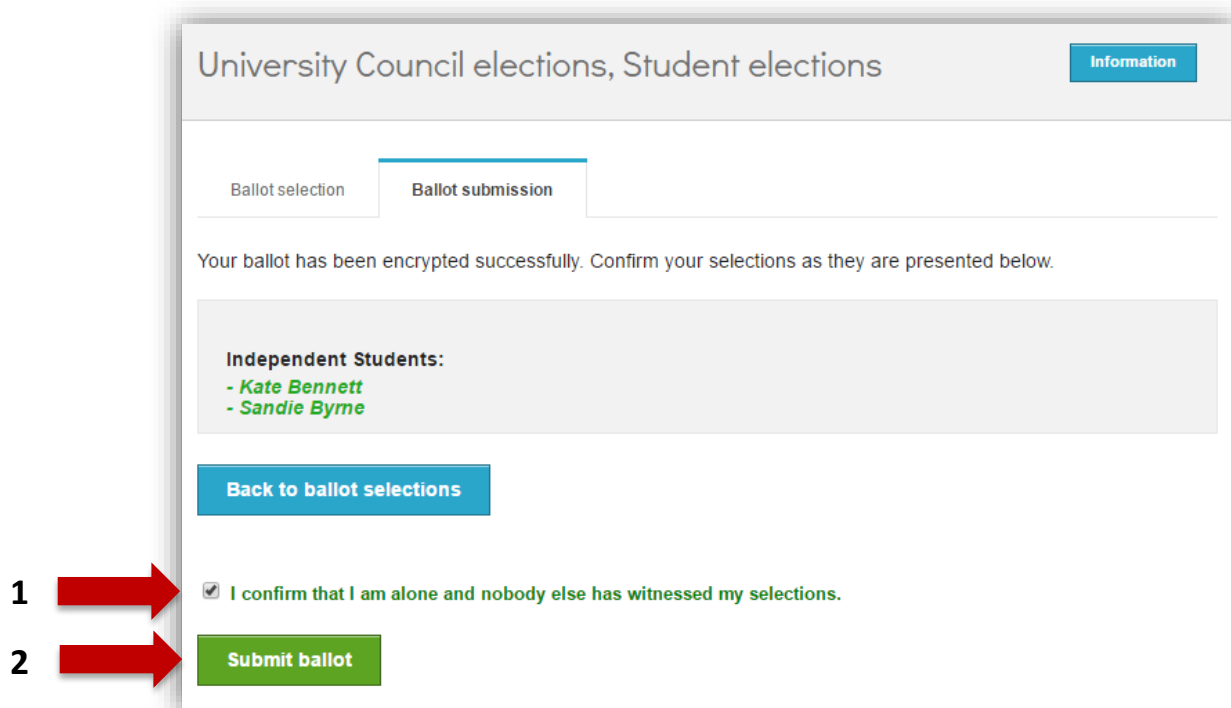 University Council elections, Student elections
Information
Ballot selection
Ballot submission
Your ballot has been encrypted successfully. Confirm your selections as they are presented below.
Independent Students:
- Kate Bennett
- Sandie Byrne
Back to ballot selections
1
I confirm that I am alone and nobody else has witnessed my selections.
2
Submit ballot